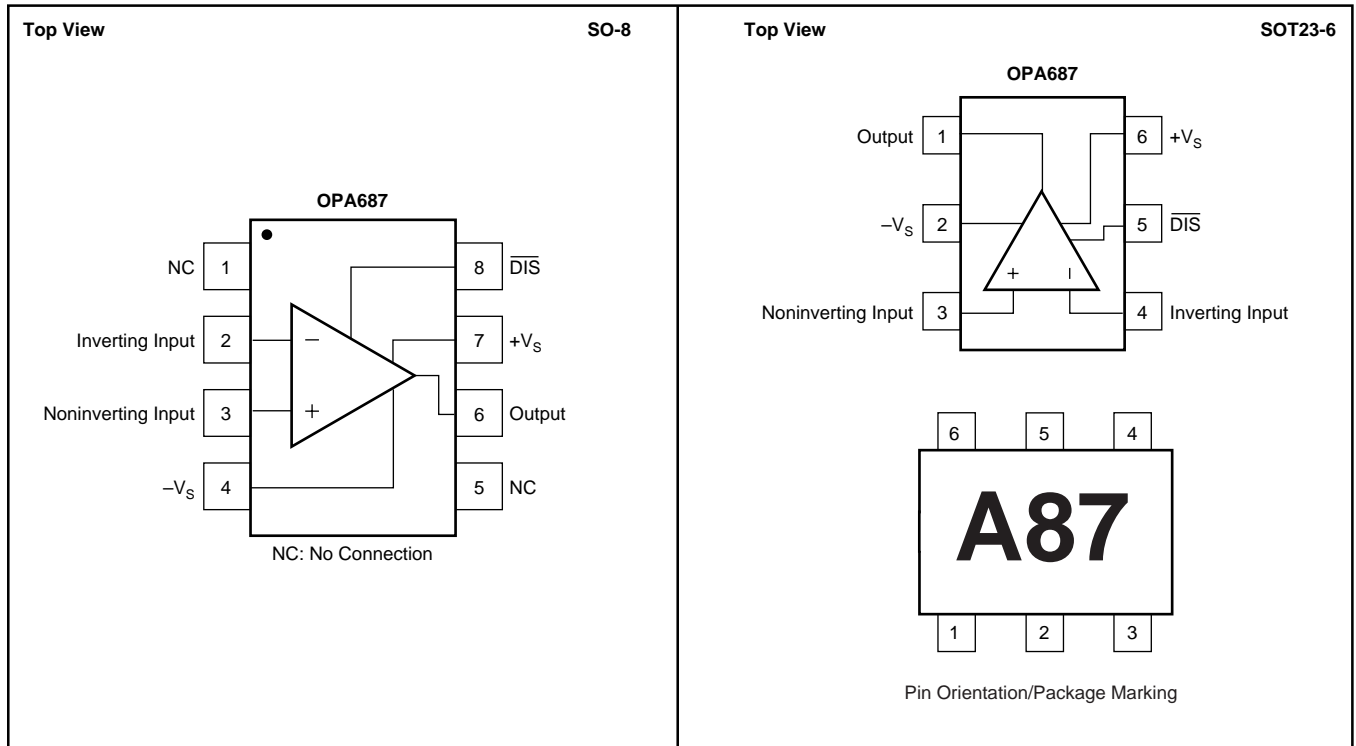 Top View
SO-8
OPA687
NC 1
8 D̅I̅S̅
Inverting Input 2 −
7 +VS
Noninverting Input 3 +
6 Output
–VS 4
5 NC
NC: No Connection
Top View
SOT23-6
OPA687
Output 1
6 +VS
–VS 2
5 D̅I̅S̅
+ −
Noninverting Input 3
4 Inverting Input
6 5 4
A87
1 2 3
Pin Orientation/Package Marking